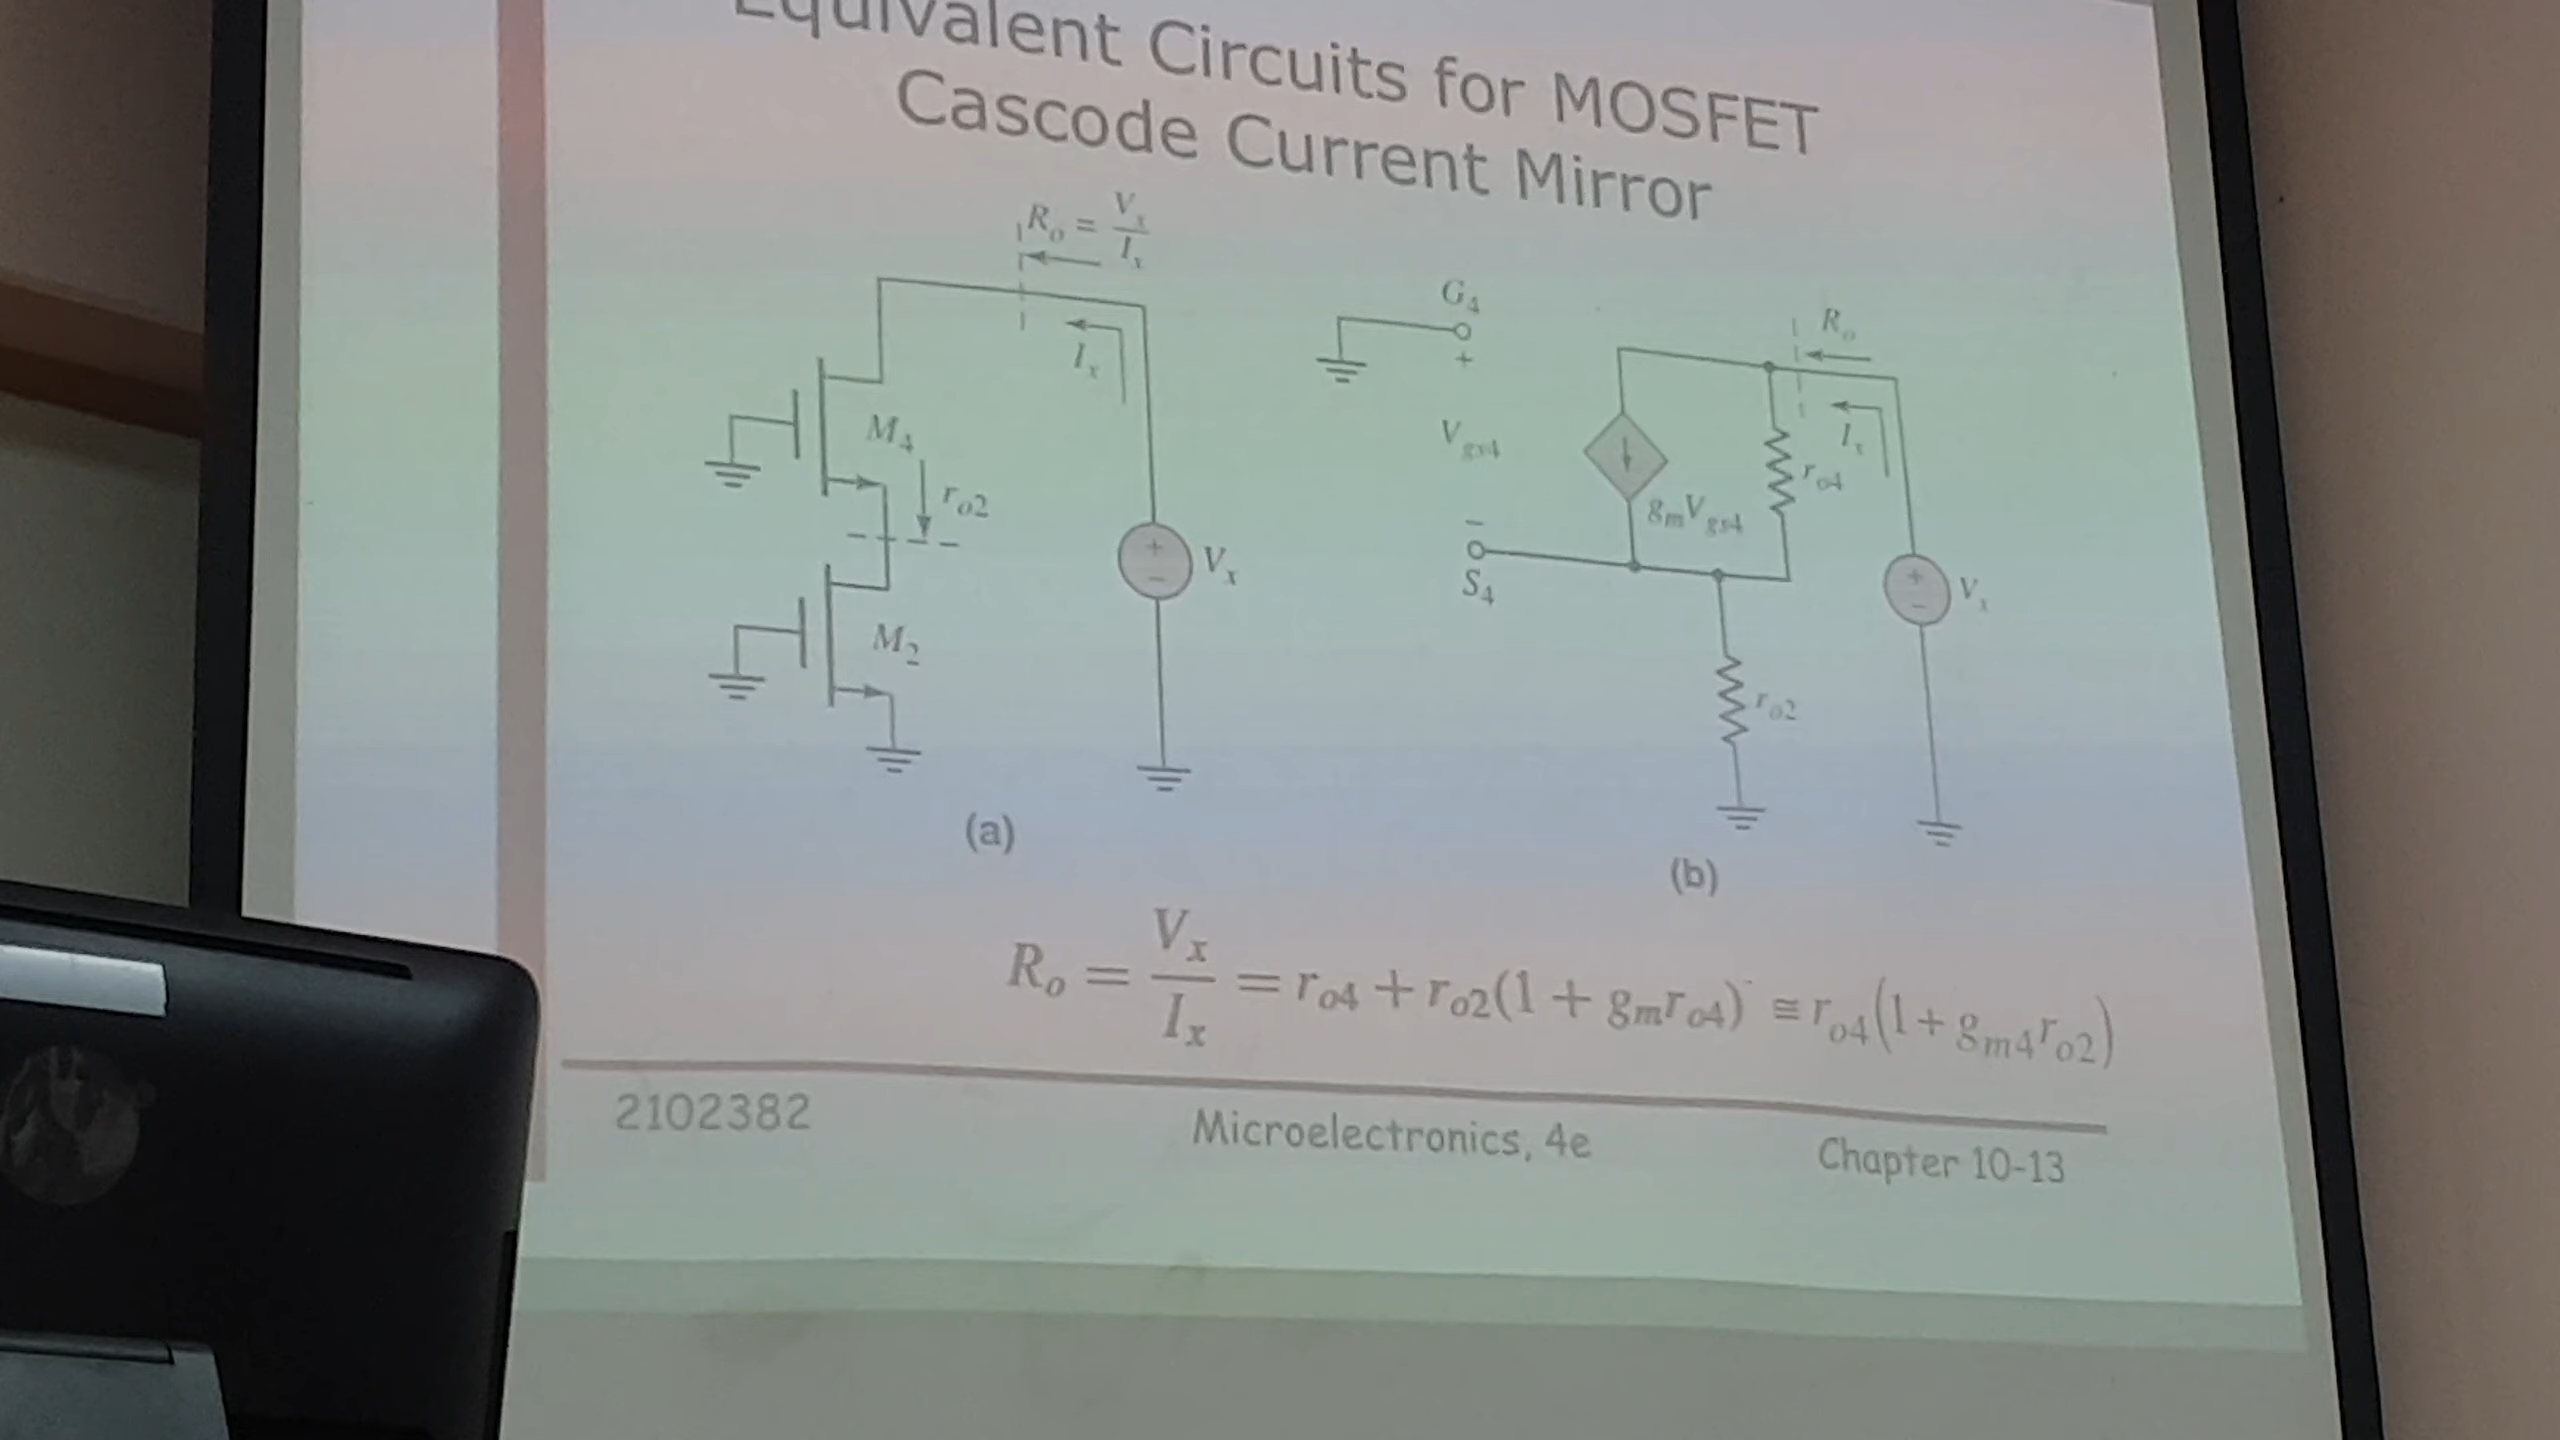 Equivalent Circuits for MOSFET
Cascode Current Mirror
R_o = V_x / I_x
I_x
M_4
r_o2
V_x
M_2
(a)
G_4
+
V_gs4
−
S_4
g_mV_gs4
R_o
I_x
r_o4
V_x
r_o2
(b)
R_o = V_x / I_x = r_o4 + r_o2(1 + g_m r_o4) ≅ r_o4(1 + g_m4 r_o2)
2102382
Microelectronics, 4e
Chapter 10-13